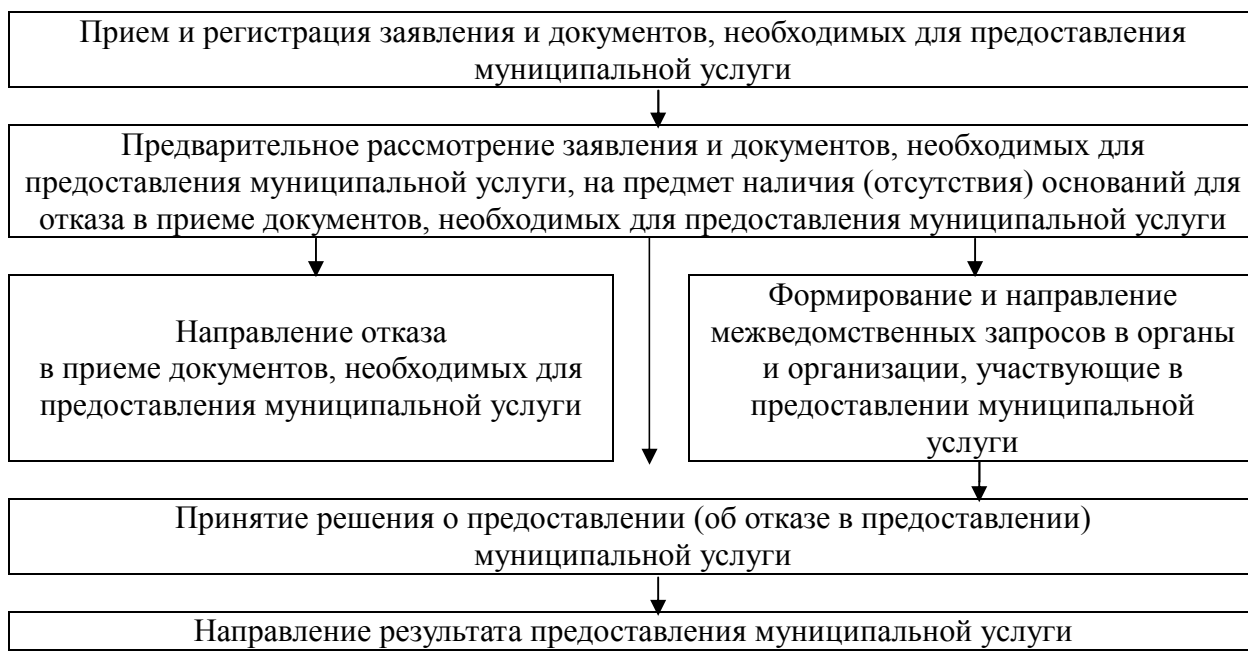 Прием и регистрация заявления и документов, необходимых для предоставления
муниципальной услуги
Предварительное рассмотрение заявления и документов, необходимых для
предоставления муниципальной услуги, на предмет наличия (отсутствия) оснований для
отказа в приеме документов, необходимых для предоставления муниципальной услуги
Направление отказа
в приеме документов, необходимых для
предоставления муниципальной услуги
Формирование и направление
межведомственных запросов в органы
и организации, участвующие в
предоставлении муниципальной
услуги
Принятие решения о предоставлении (об отказе в предоставлении)
муниципальной услуги
Направление результата предоставления муниципальной услуги